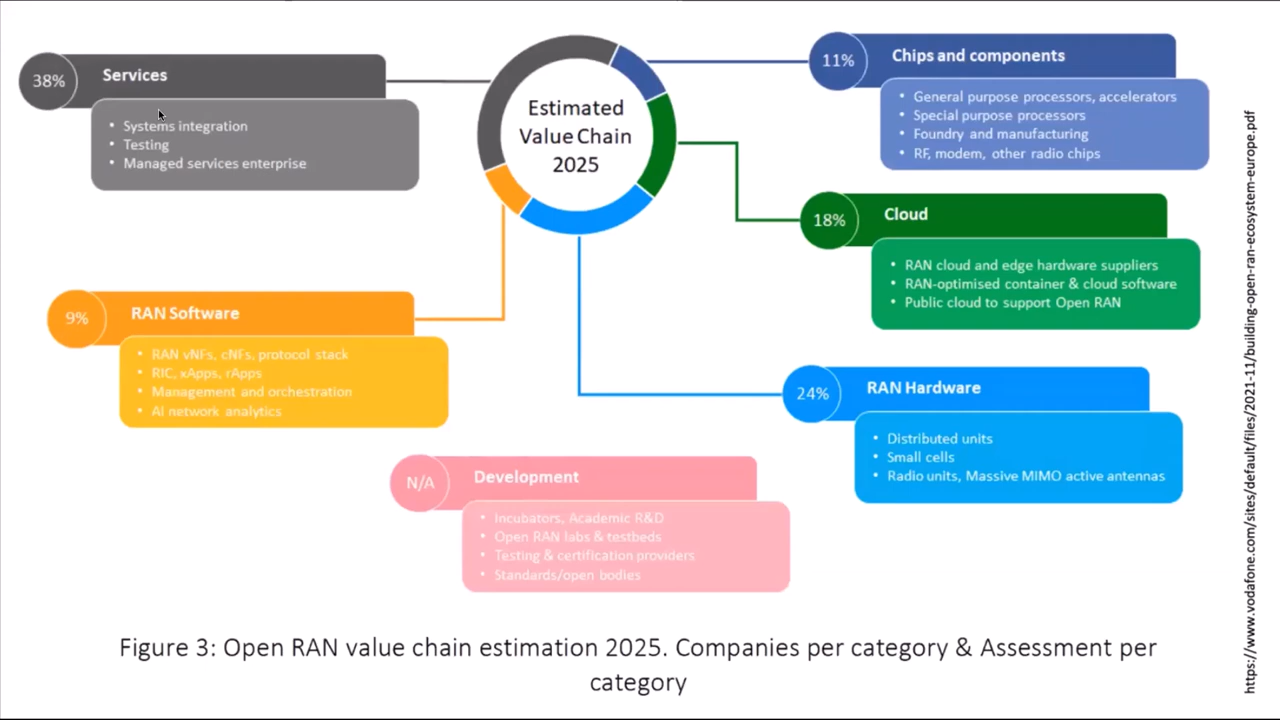 38%
Services
• Systems integration
• Testing
• Managed services enterprise
Estimated
Value Chain
2025
11%
Chips and components
• General purpose processors, accelerators
• Special purpose processors
• Foundry and manufacturing
• RF, modem, other radio chips
18%
Cloud
• RAN cloud and edge hardware suppliers
• RAN-optimised container & cloud software
• Public cloud to support Open RAN
9%
RAN Software
• RAN vNFs, cNFs, protocol stack
• RIC, xApps, rApps
• Management and orchestration
• AI network analytics
24%
RAN Hardware
• Distributed units
• Small cells
• Radio units, Massive MIMO active antennas
N/A
Development
• Incubators, Academic R&D
• Open RAN labs & testbeds
• Testing & certification providers
• Standards/open bodies
Figure 3: Open RAN value chain estimation 2025. Companies per category & Assessment per
category
https://www.vodafone.com/sites/default/files/2021-11/building-open-ran-ecosystem-europe.pdf